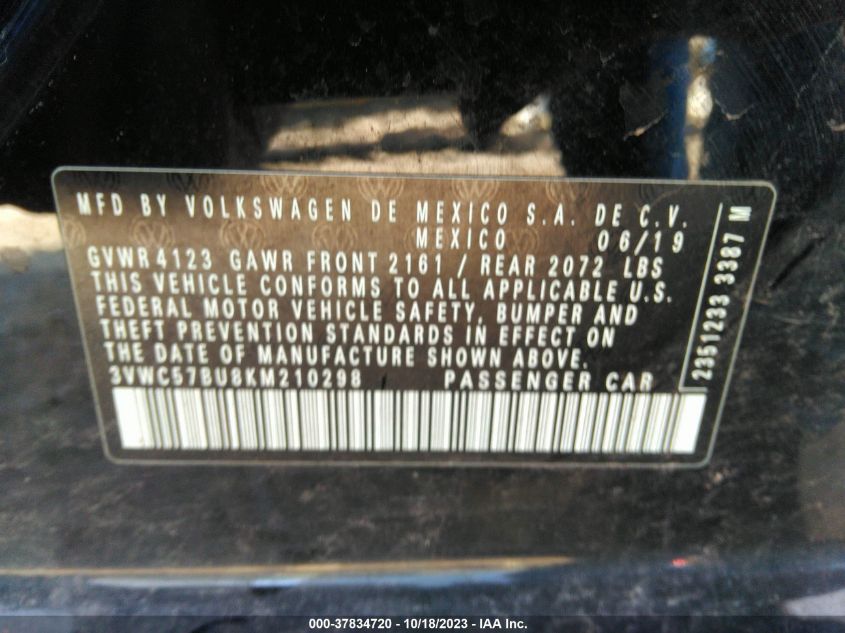 MFD BY VOLKSWAGEN DE MEXICO S.A. DE C.V.
MEXICO 06/19
GVWR 4123 GAWR FRONT 2161 / REAR 2072 LBS
THIS VEHICLE CONFORMS TO ALL APPLICABLE U.S.
FEDERAL MOTOR VEHICLE SAFETY, BUMPER AND
THEFT PREVENTION STANDARDS IN EFFECT ON
THE DATE OF MANUFACTURE SHOWN ABOVE.
3VWC57BU8KM210298 PASSENGER CAR
2351233 3387 M
000-37834720 - 10/18/2023 - IAA Inc.